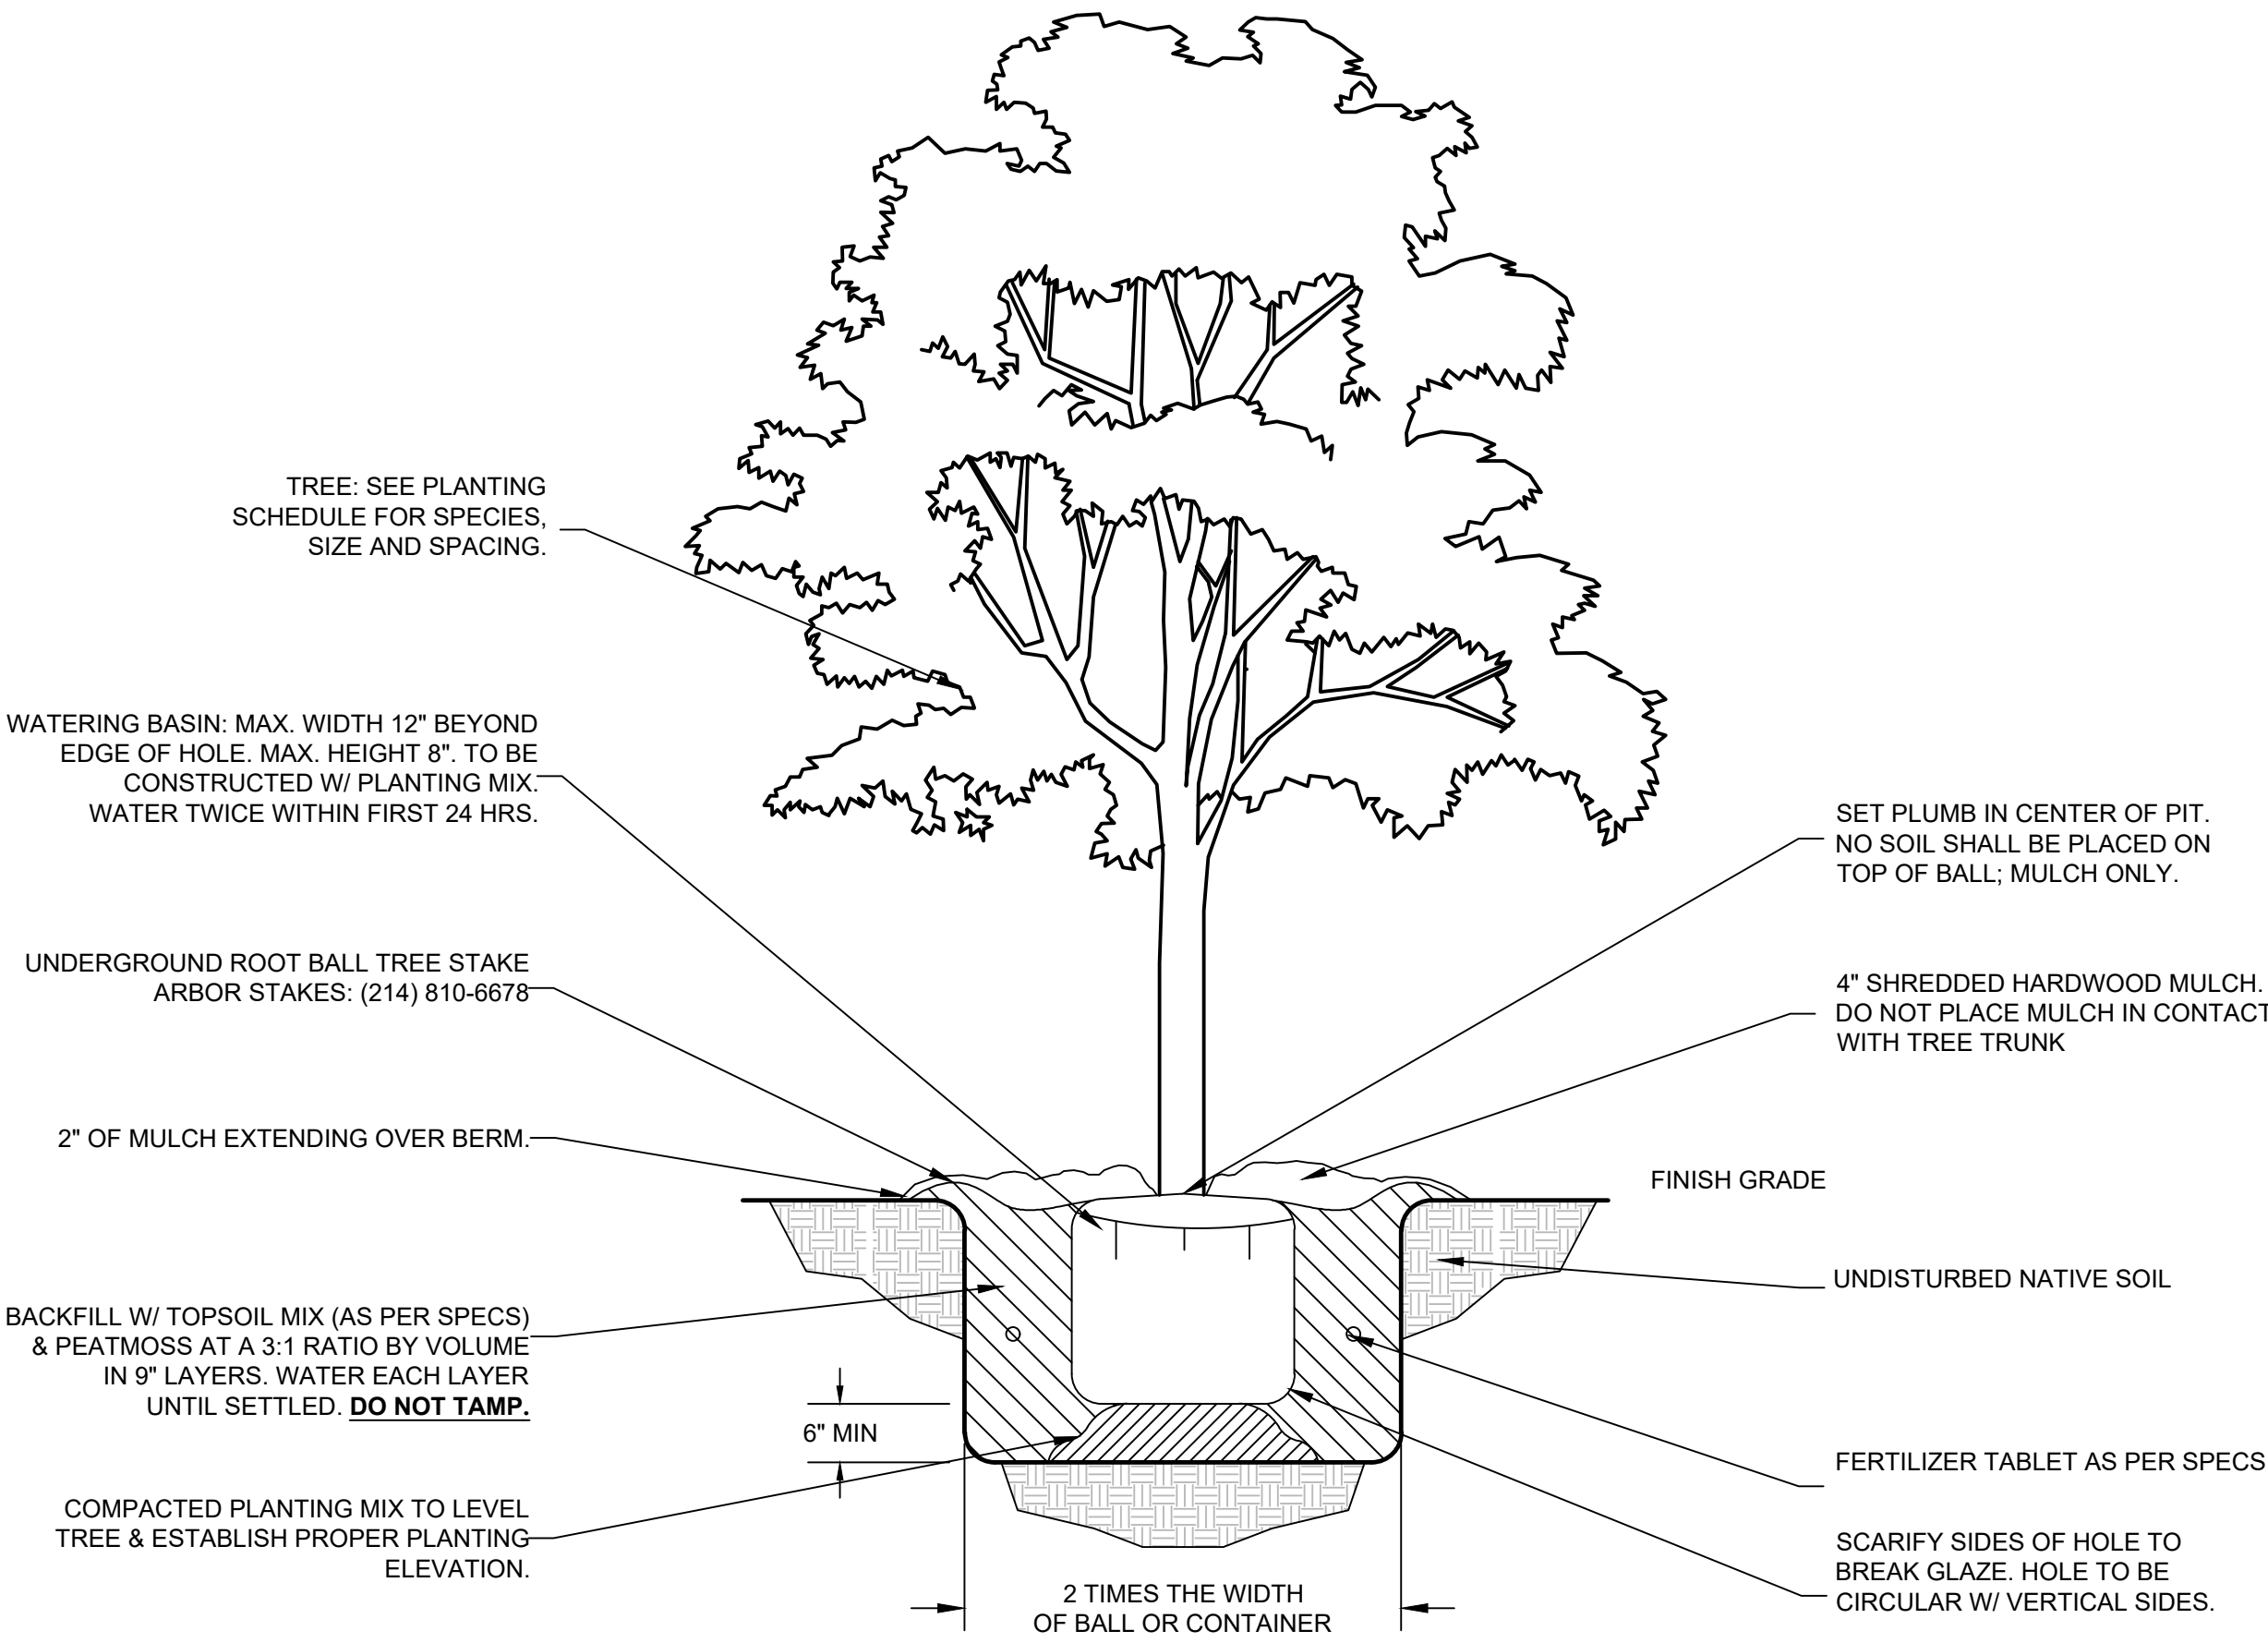 TREE: SEE PLANTING
SCHEDULE FOR SPECIES,
SIZE AND SPACING.
WATERING BASIN: MAX. WIDTH 12" BEYOND
EDGE OF HOLE. MAX. HEIGHT 8". TO BE
CONSTRUCTED W/ PLANTING MIX.
WATER TWICE WITHIN FIRST 24 HRS.
UNDERGROUND ROOT BALL TREE STAKE
ARBOR STAKES: (214) 810-6678
2" OF MULCH EXTENDING OVER BERM.
BACKFILL W/ TOPSOIL MIX (AS PER SPECS)
& PEATMOSS AT A 3:1 RATIO BY VOLUME
IN 9" LAYERS. WATER EACH LAYER
UNTIL SETTLED. DO NOT TAMP.
6" MIN
COMPACTED PLANTING MIX TO LEVEL
TREE & ESTABLISH PROPER PLANTING
ELEVATION.
2 TIMES THE WIDTH
OF BALL OR CONTAINER
SET PLUMB IN CENTER OF PIT.
NO SOIL SHALL BE PLACED ON
TOP OF BALL; MULCH ONLY.
4" SHREDDED HARDWOOD MULCH.
DO NOT PLACE MULCH IN CONTACT
WITH TREE TRUNK
FINISH GRADE
UNDISTURBED NATIVE SOIL
FERTILIZER TABLET AS PER SPECS
SCARIFY SIDES OF HOLE TO
BREAK GLAZE. HOLE TO BE
CIRCULAR W/ VERTICAL SIDES.